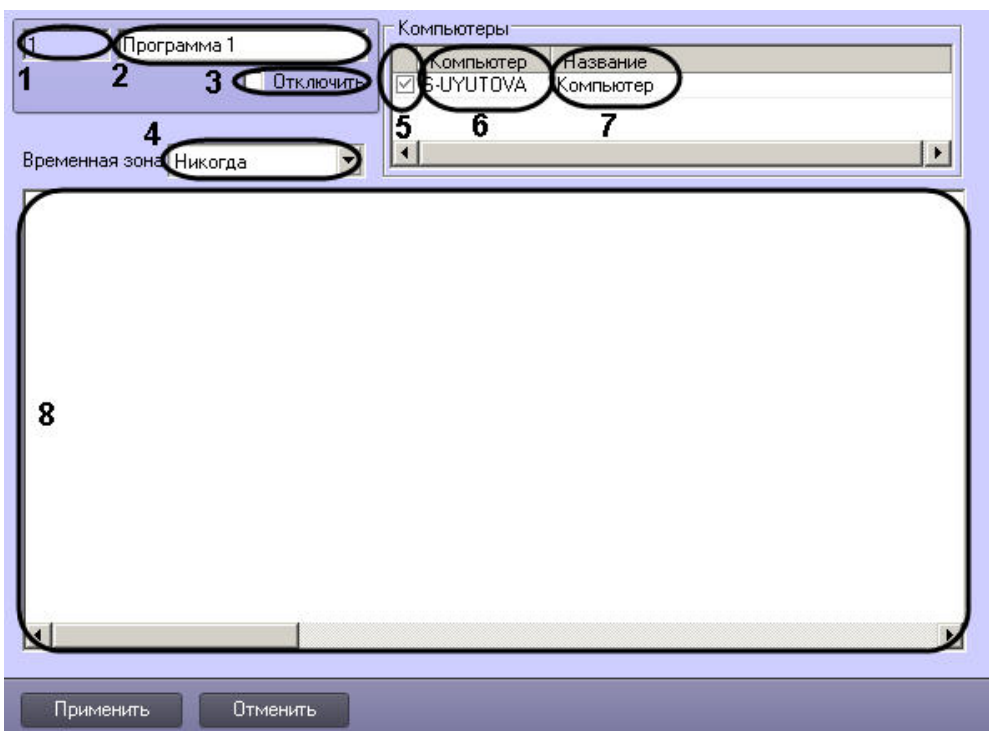 1
Программа 1
1
2
3
Отключить
Компьютеры
Компьютер Название
S-UYUTOVA Компьютер
5
6
7
4
Временная зона Никогда
8
Применить Отменить